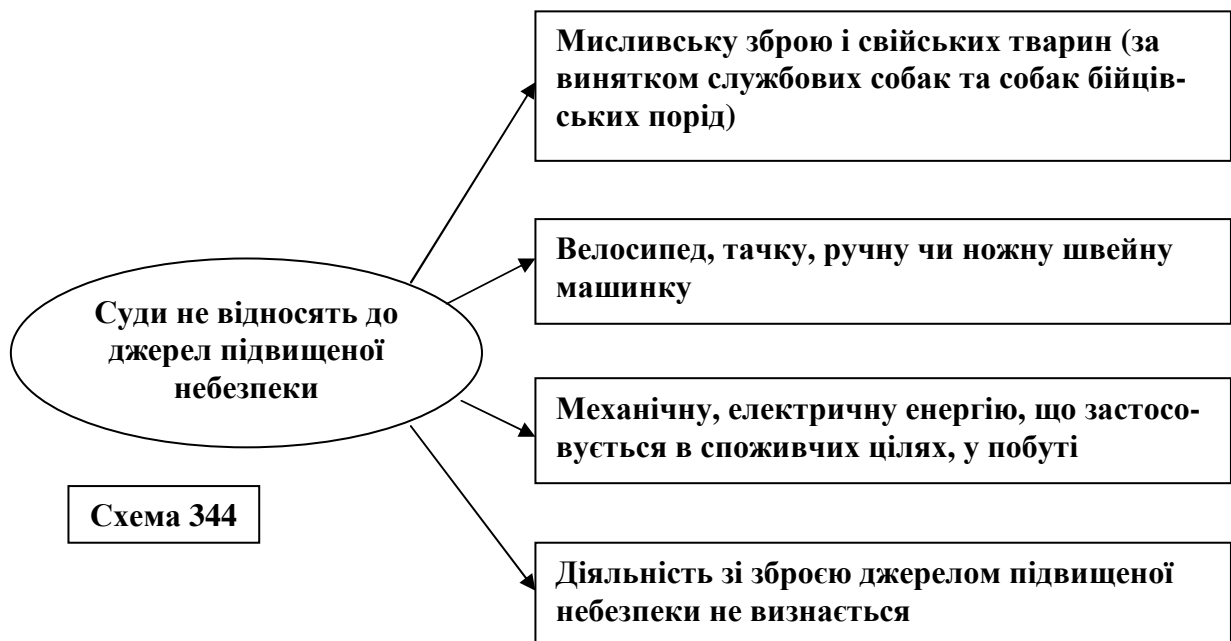 Мисливську зброю і свійських тварин (за
винятком службових собак та собак бійців-
ських порід)
Велосипед, тачку, ручну чи ножну швейну
машинку
Суди не відносять до
джерел підвищеної
небезпеки
Механічну, електричну енергію, що застосо-
вується в споживчих цілях, у побуті
Схема 344
Діяльність зі зброєю джерелом підвищеної
небезпеки не визнається